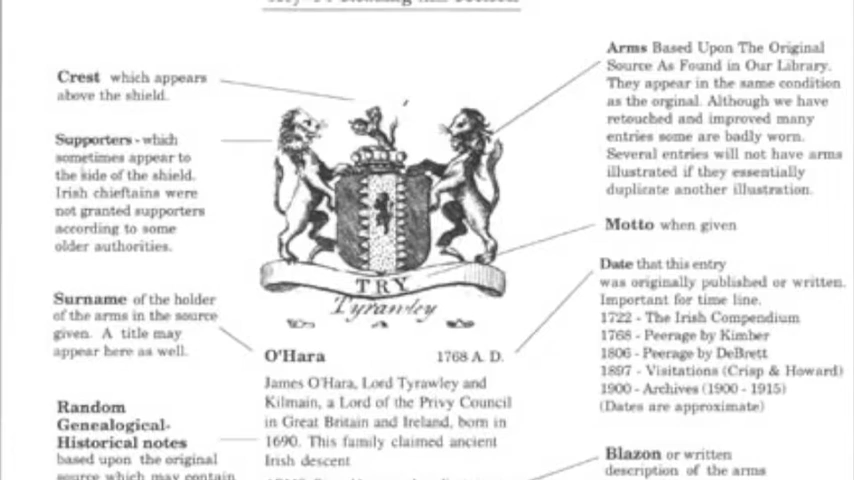 Crest which appears
above the shield.
Supporters - which
sometimes appear to
the side of the shield.
Irish chieftains were
not granted supporters
according to some
older authorities.
Surname of the holder
of the arms in the source
given. A title may
appear here as well.
Random
Genealogical-
Historical notes
based upon the original
source which may contain
TRY
Tyrawley
O'Hara 1768 A. D.
James O'Hara, Lord Tyrawley and
Kilmain, a Lord of the Privy Council
in Great Britain and Ireland, born in
1690. This family claimed ancient
Irish descent
Arms Based Upon The Original
Source As Found in Our Library.
They appear in the same condition
as the orginal. Although we have
retouched and improved many
entries some are badly worn.
Several entries will not have arms
illustrated if they essentially
duplicate another illustration.
Motto when given
Date that this entry
was originally published or written.
Important for time line.
1722 - The Irish Compendium
1768 - Peerage by Kimber
1806 - Peerage by DeBrett
1897 - Visitations (Crisp & Howard)
1900 - Archives (1900 - 1915)
(Dates are approximate)
Blazon or written
description of the arms